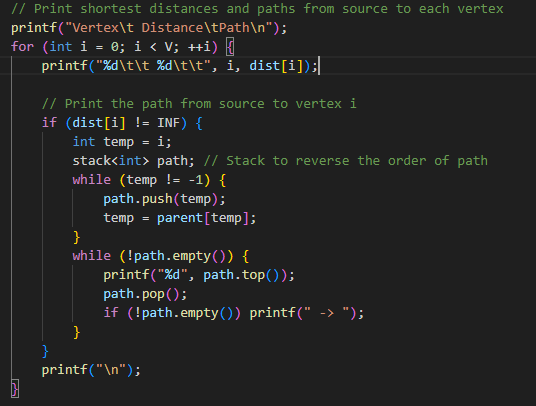 // Print shortest distances and paths from source to each vertex
printf("Vertex\t Distance\tPath\n");
for (int i = 0; i < V; ++i) {
    printf("%d\t\t %d\t\t", i, dist[i]);

    // Print the path from source to vertex i
    if (dist[i] != INF) {
        int temp = i;
        stack<int> path; // Stack to reverse the order of path
        while (temp != -1) {
            path.push(temp);
            temp = parent[temp];
        }
        while (!path.empty()) {
            printf("%d", path.top());
            path.pop();
            if (!path.empty()) printf(" -> ");
        }
    }
    printf("\n");
}